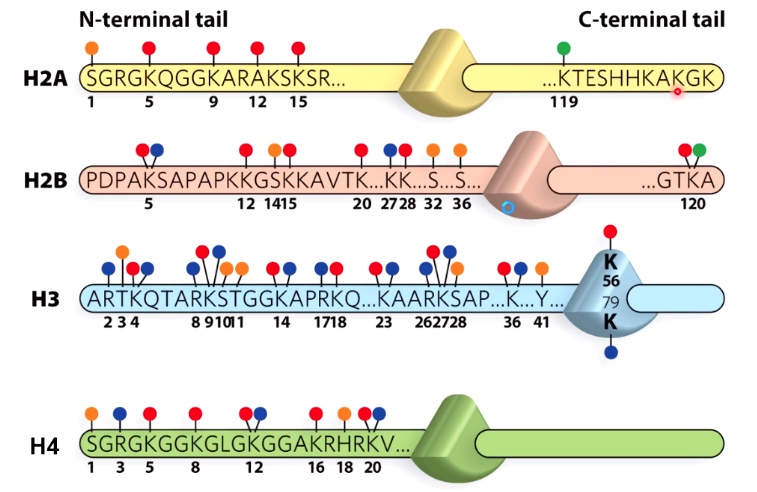 N-terminal tail C-terminal tail
H2A SGRGKQGGKARAKSKSR... ...KTESHHKAKGK
1 5 9 12 15 119
H2B PDPAKSAPAPKKGSKKAVTK...KK...S...S... ...GTKA
5 12 14 15 20 27 28 32 36 120
K
56
H3 ARTKQTARKSTGGKAPRKQ...KAARKSAP...K...Y... 79
2 3 4 8 9 10 11 14 17 18 23 26 27 28 36 41 K
H4 SGRGKGGKGLGKGGAKRHRKV...
1 3 5 8 12 16 18 20